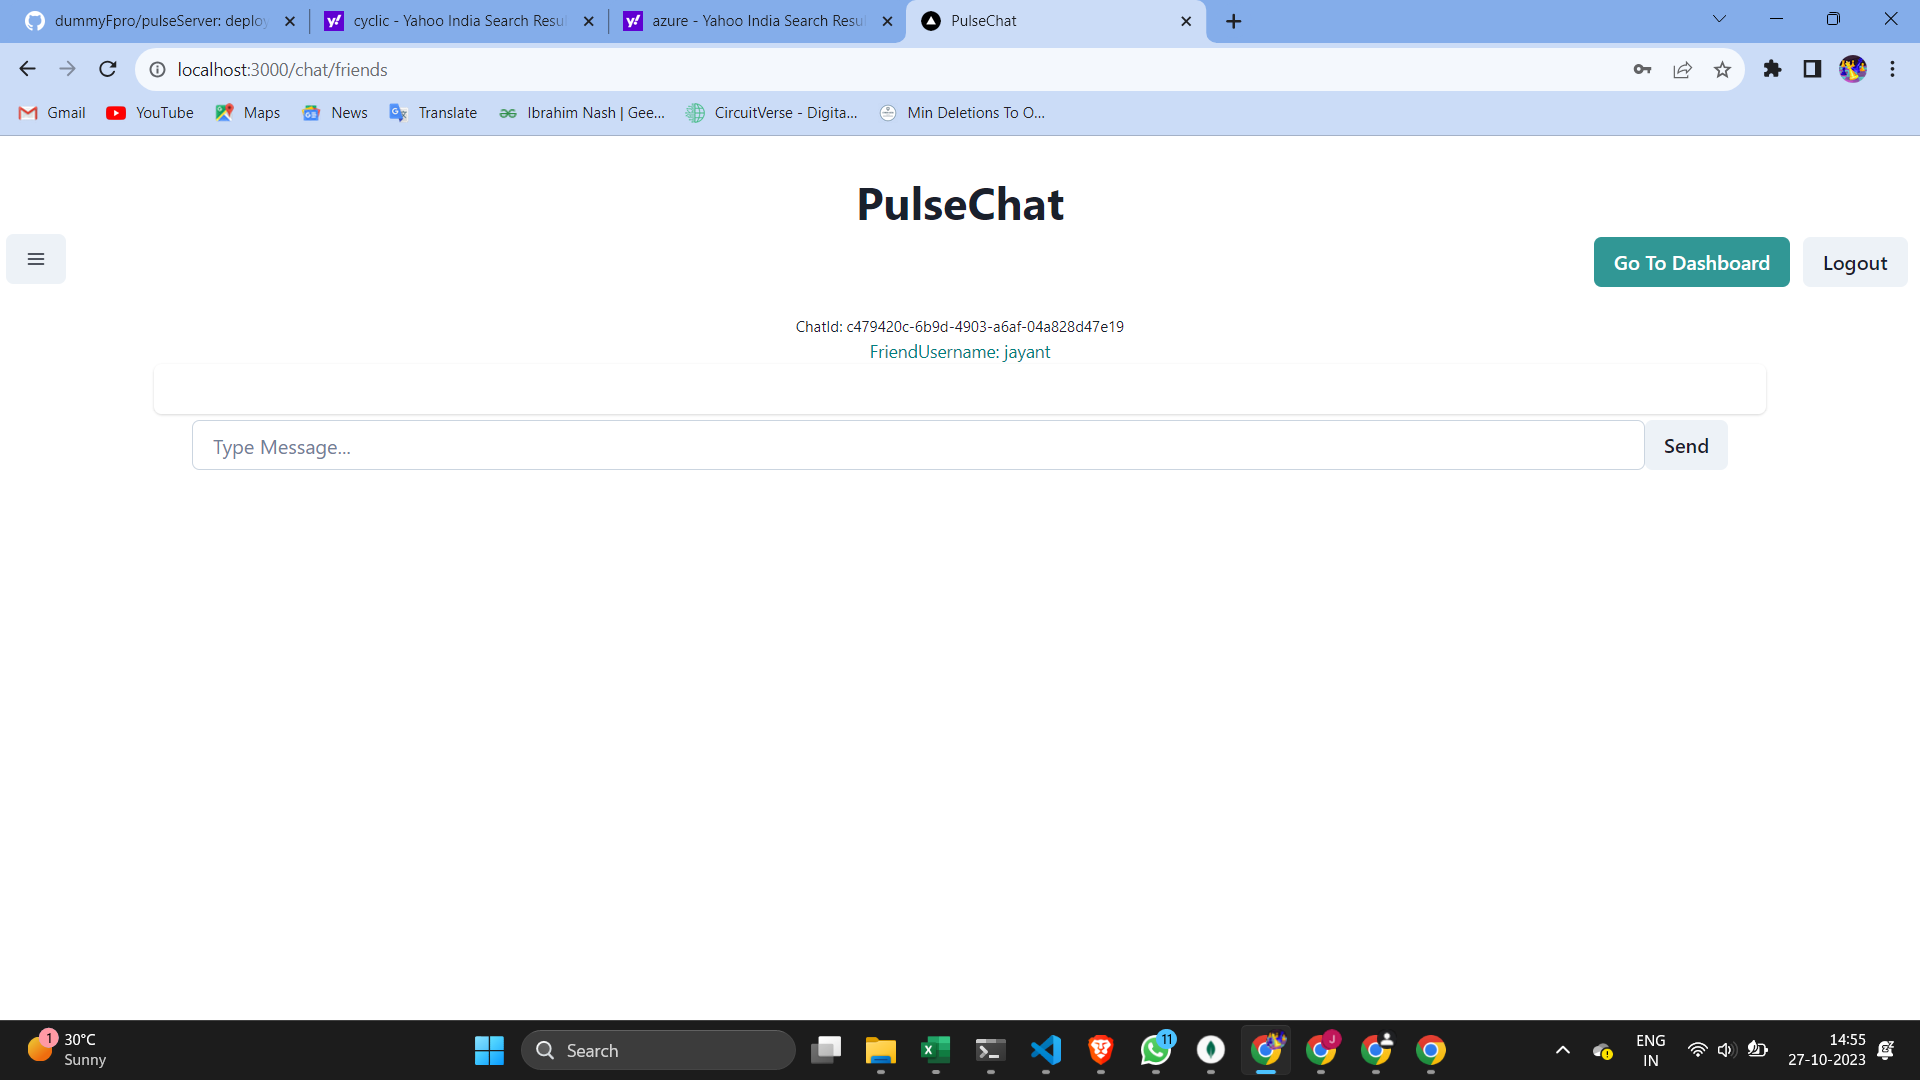 dummyFpro/pulseServer: deploy
cyclic - Yahoo India Search Resul
azure - Yahoo India Search Resul
PulseChat
localhost:3000/chat/friends
Gmail
YouTube
Maps
News
Translate
Ibrahim Nash | Gee...
CircuitVerse - Digita...
Min Deletions To O...
PulseChat
Go To Dashboard
Logout
ChatId: c479420c-6b9d-4903-a6af-04a828d47e19
FriendUsername: jayant
Type Message...
Send
1
30°C
Sunny
Search
11
J
ENG
IN
14:55
27-10-2023